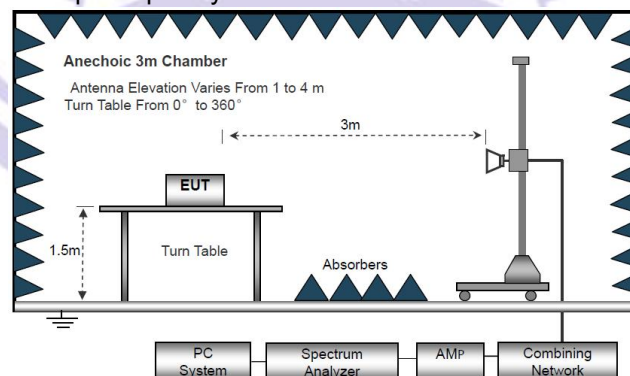 Anechoic 3m Chamber
Antenna Elevation Varies From 1 to 4 m
Turn Table From 0° to 360°
3m
EUT
1.5m
Turn Table
Absorbers
PC
System
Spectrum
Analyzer
AMP
Combining
Network